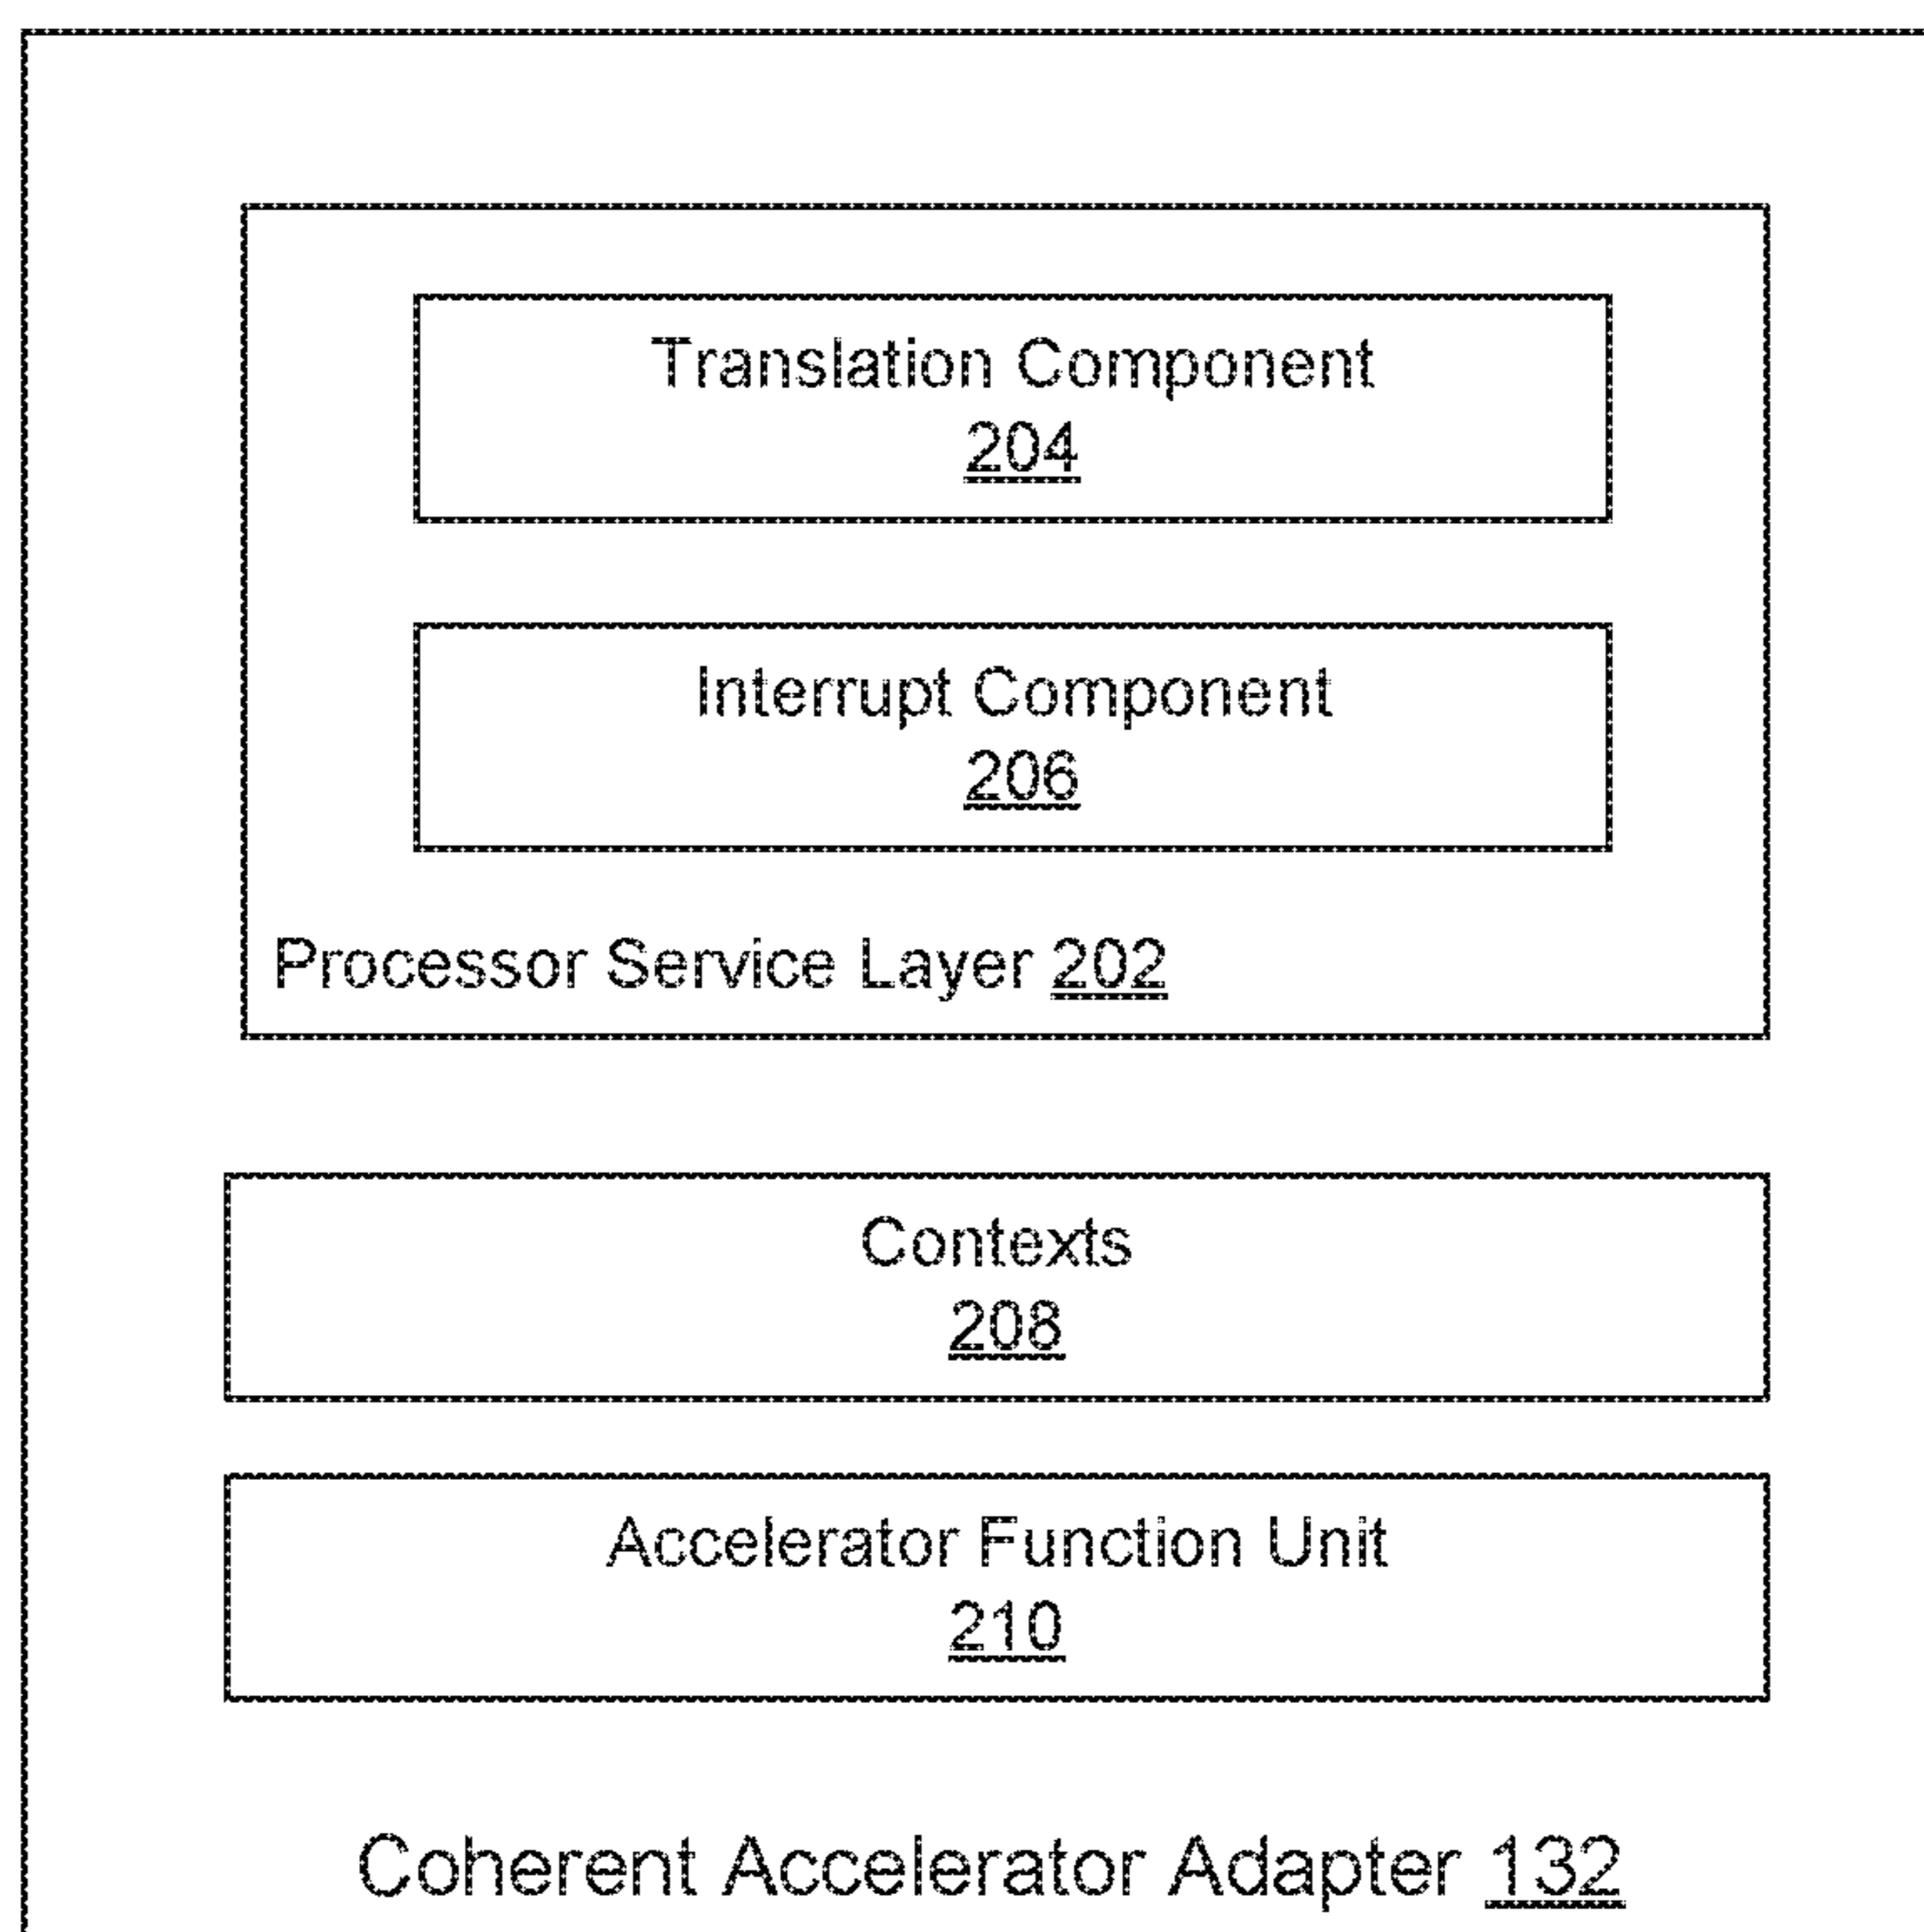 Translation Component
204
Interrupt Component
206
Processor Service Layer 202
Contexts
208
Accelerator Function Unit
210
Coherent Accelerator Adapter 132